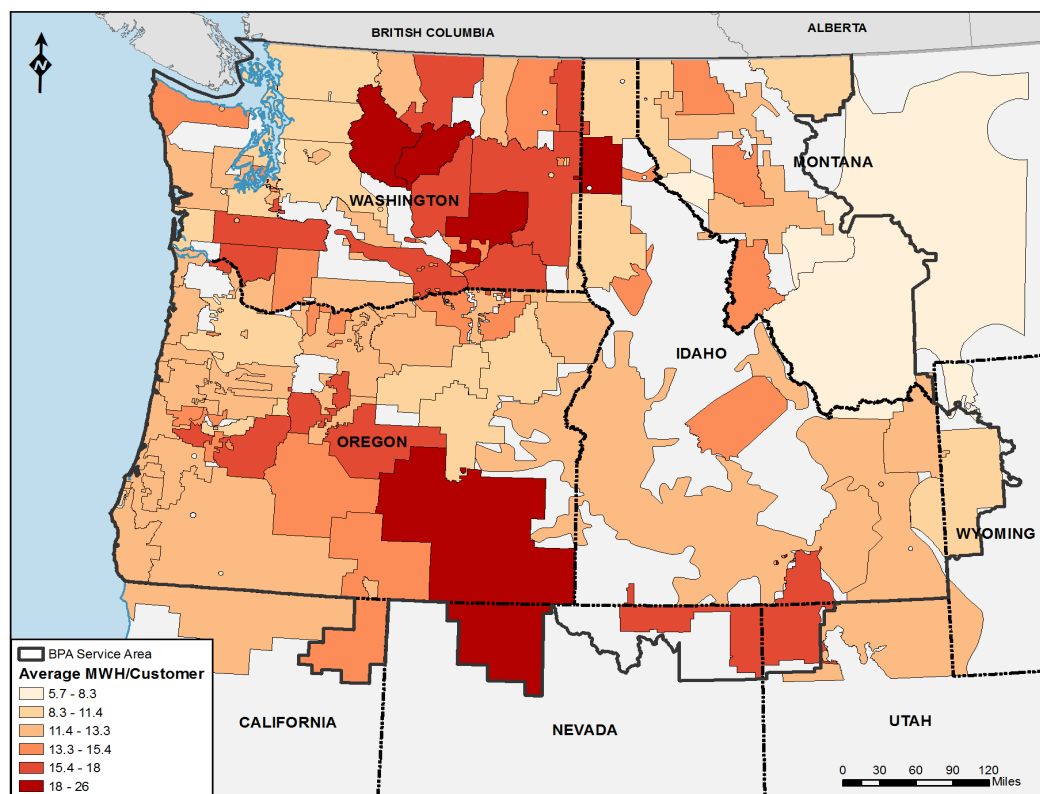 BRITISH COLUMBIA
ALBERTA
N
MONTANA
WASHINGTON
IDAHO
OREGON
WYOMING
BPA Service Area
Average MWH/Customer
5.7 - 8.3
8.3 - 11.4
11.4 - 13.3
13.3 - 15.4
15.4 - 18
18 - 26
CALIFORNIA
NEVADA
UTAH
0 30 60 90 120
Miles